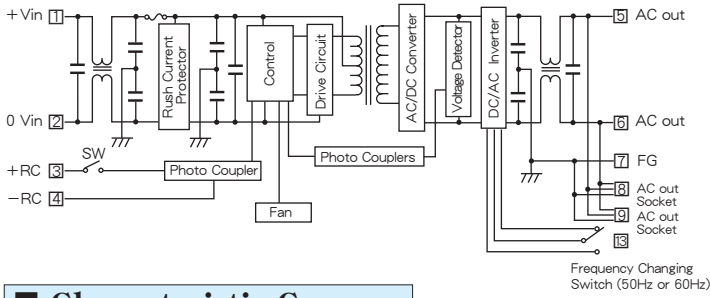 +Vin 1
Rush Current
Protector
Control
Drive Circuit
AC/DC Converter
Voltage Detector
DC/AC Inverter
5 AC out
0 Vin 2
6 AC out
SW
+RC 3
Photo Coupler
Photo Couplers
7 FG
−RC 4
8 AC out
Socket
Fan
9 AC out
Socket
13
Frequency Changing
Switch (50Hz or 60Hz)